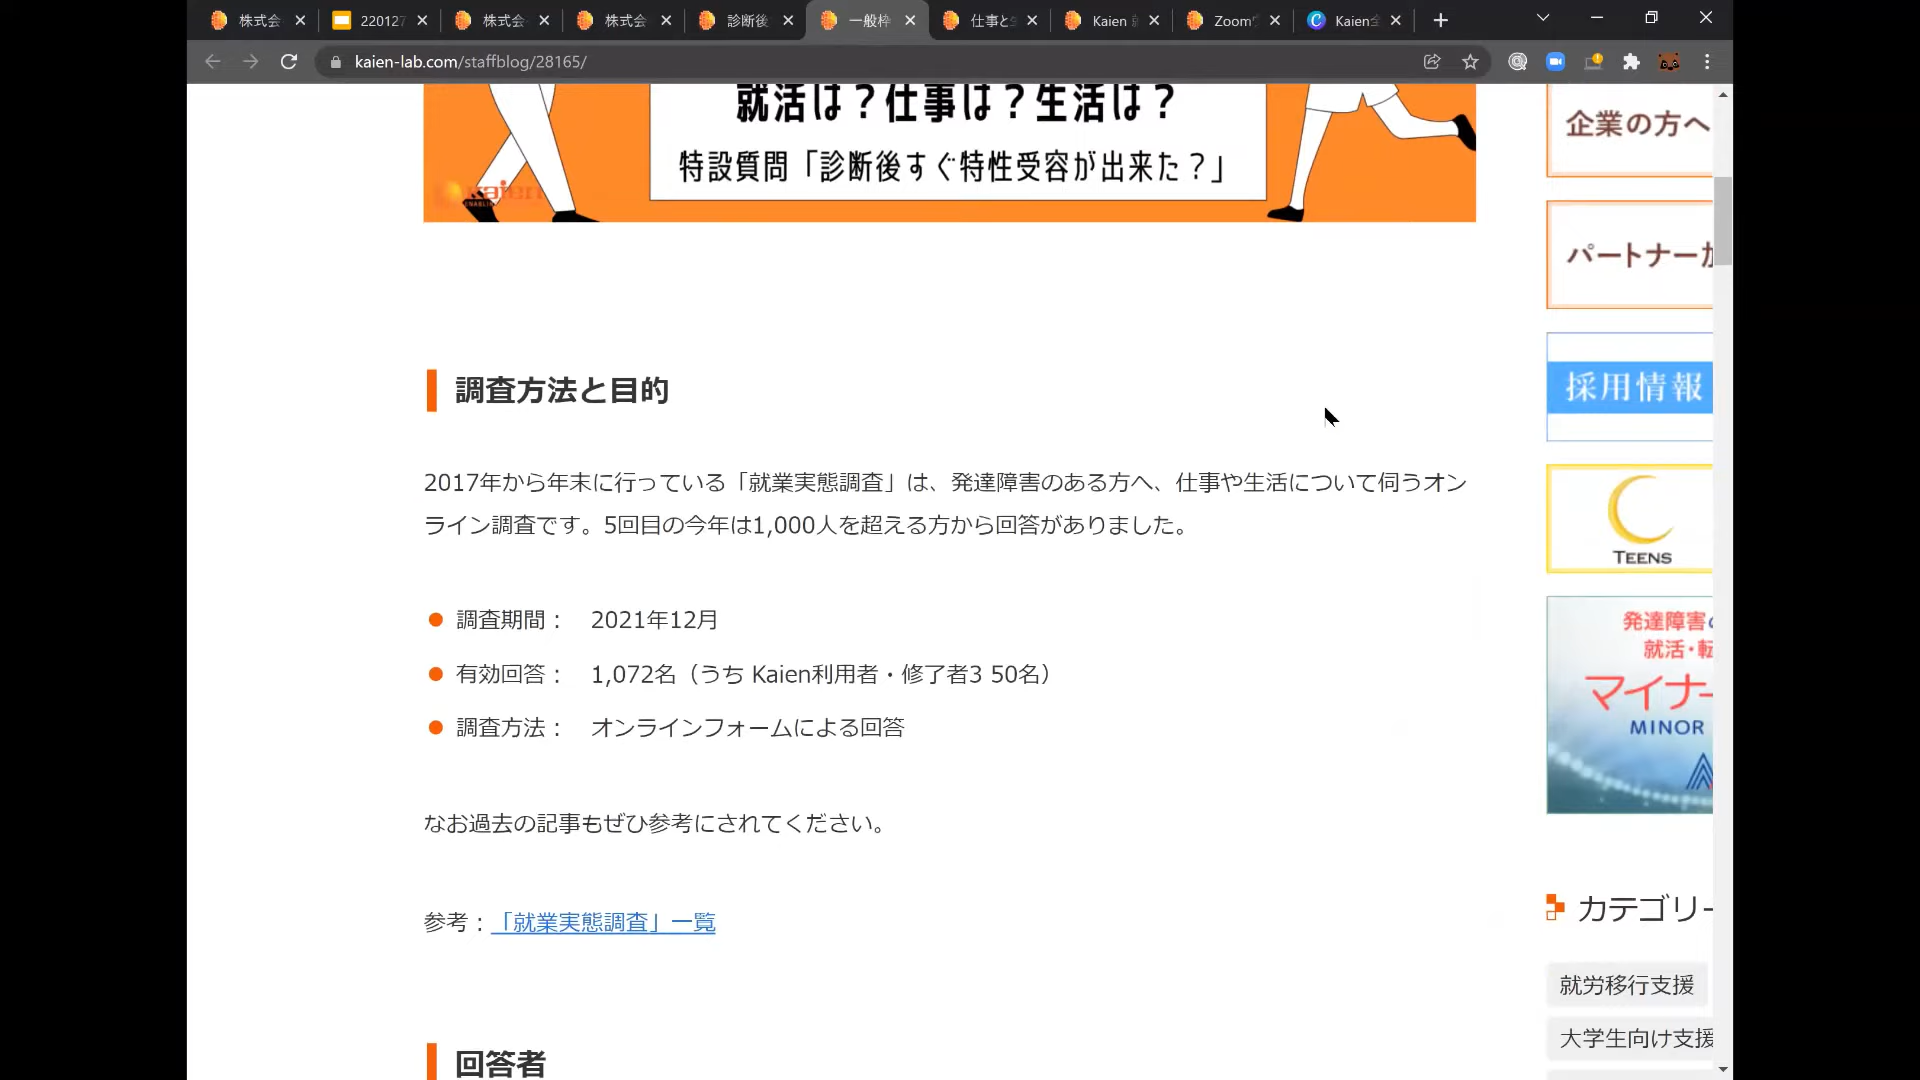 株式会 220127 株式会 株式会 診断後 一般枠 仕事と Kaien Zoom Kaien
kaien-lab.com/staffblog/28165/
就活は？仕事は？生活は？
特設質問「診断後すぐ特性受容が出来た？」
kaien
調査方法と目的
2017年から年末に行っている「就業実態調査」は、発達障害のある方へ、仕事や生活について伺うオン
ライン調査です。5回目の今年は1,000人を超える方から回答がありました。
調査期間： 2021年12月
有効回答： 1,072名（うち Kaien利用者・修了者3 50名）
調査方法： オンラインフォームによる回答
なお過去の記事もぜひ参考にされてください。
参考：「就業実態調査」一覧
回答者
企業の方へ
パートナーが
採用情報
TEENS
発達障害の
就活・転
マイナー
MINOR
カテゴリー
就労移行支援
大学生向け支援